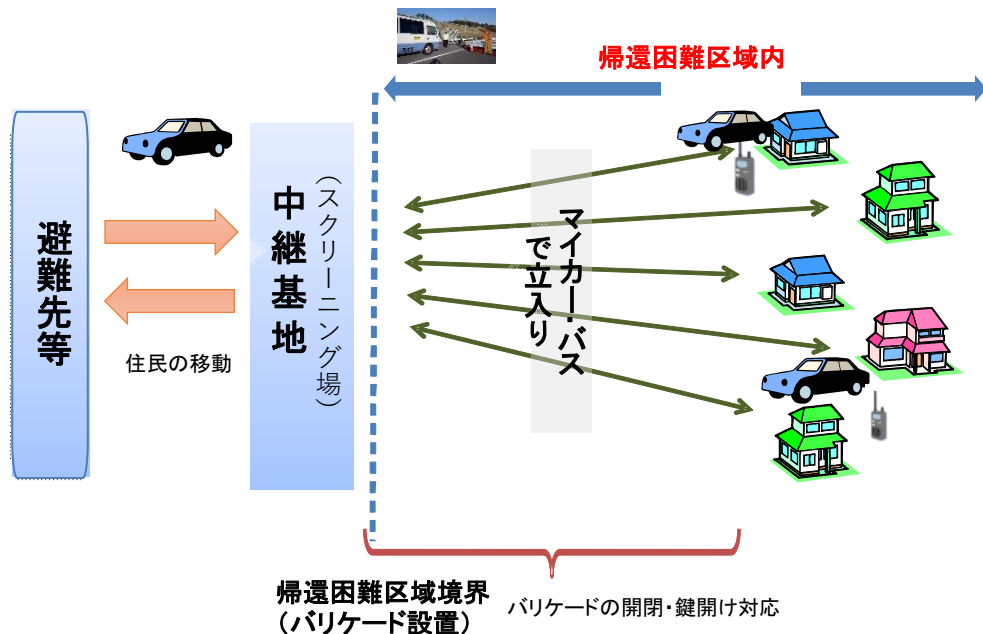 帰還困難区域内
避難先等
住民の移動
中継基地
（スクリーニング場）
マイカー・バス
で立入り
帰還困難区域境界
（バリケード設置）
バリケードの開閉・鍵開け対応